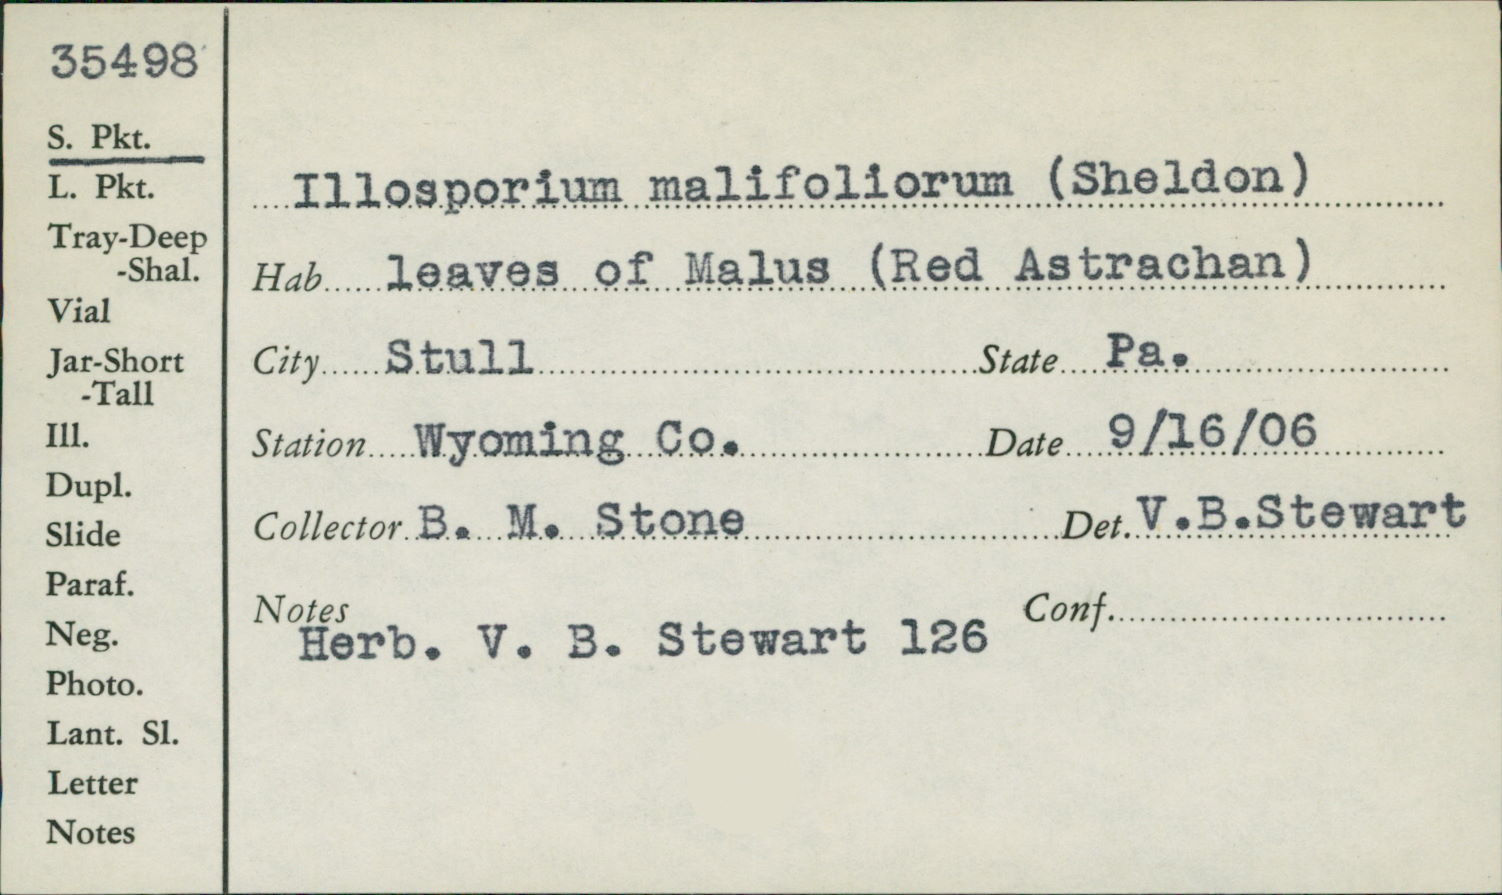 35498
S. Pkt.
L. Pkt.
Tray-Deep
-Shal.
Vial
Jar-Short
-Tall
Ill.
Dupl.
Slide
Paraf.
Neg.
Photo.
Lant. Sl.
Letter
Notes
Illosporium malifoliorum (Sheldon)
Hab leaves of Malus (Red Astrachan)
City Stull State Pa.
Station Wyoming Co. Date 9/16/06
Collector B. M. Stone Det. V.B.Stewart
Notes Conf.
Herb. V. B. Stewart 126